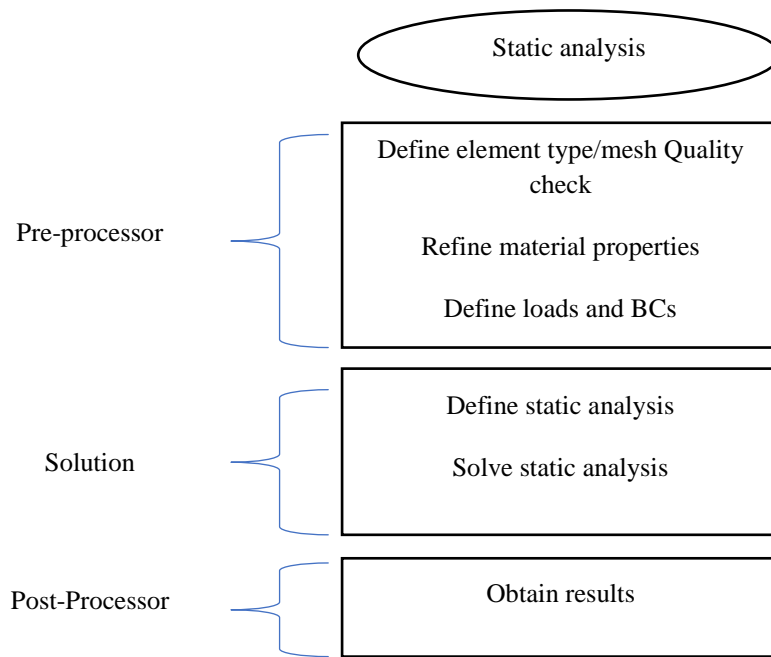 Static analysis
Define element type/mesh Quality
check
Pre-processor
Refine material properties
Define loads and BCs
Define static analysis
Solution
Solve static analysis
Post-Processor
Obtain results